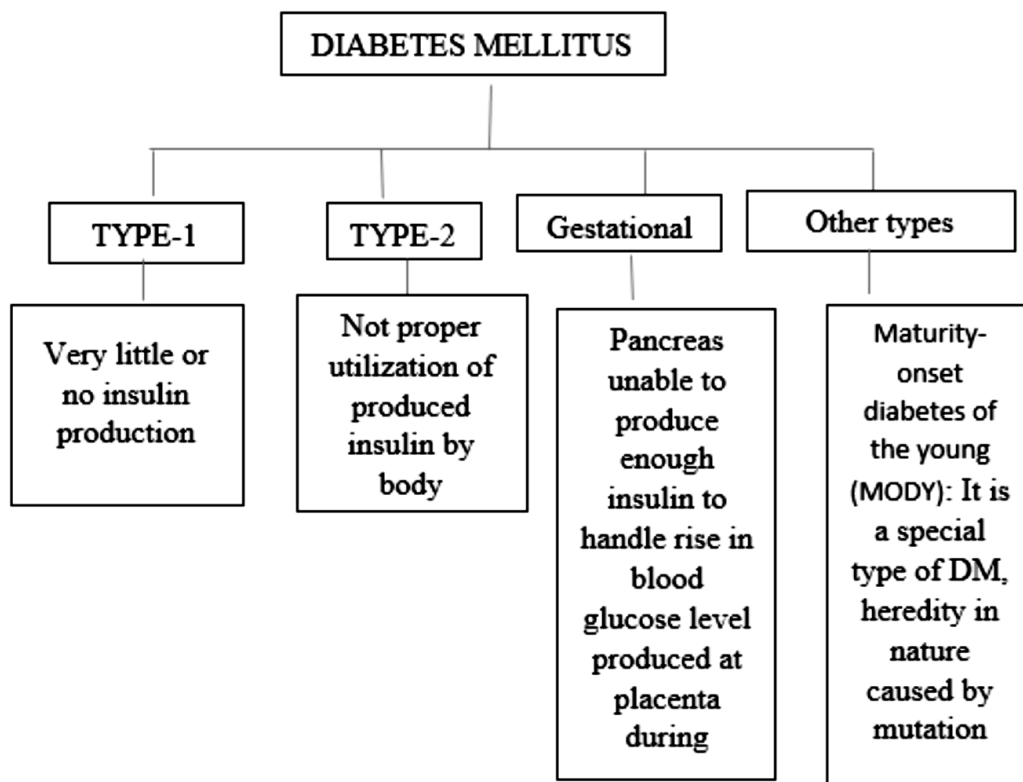 DIABETES MELLITUS
TYPE-1
TYPE-2
Gestational
Other types
Very little or
no insulin
production
Not proper
utilization of
produced
insulin by
body
Pancreas
unable to
produce
enough
insulin to
handle rise in
blood
glucose level
produced at
placenta
during
Maturity-
onset
diabetes of
the young
(MODY): It is
a special
type of DM,
heredity in
nature
caused by
mutation